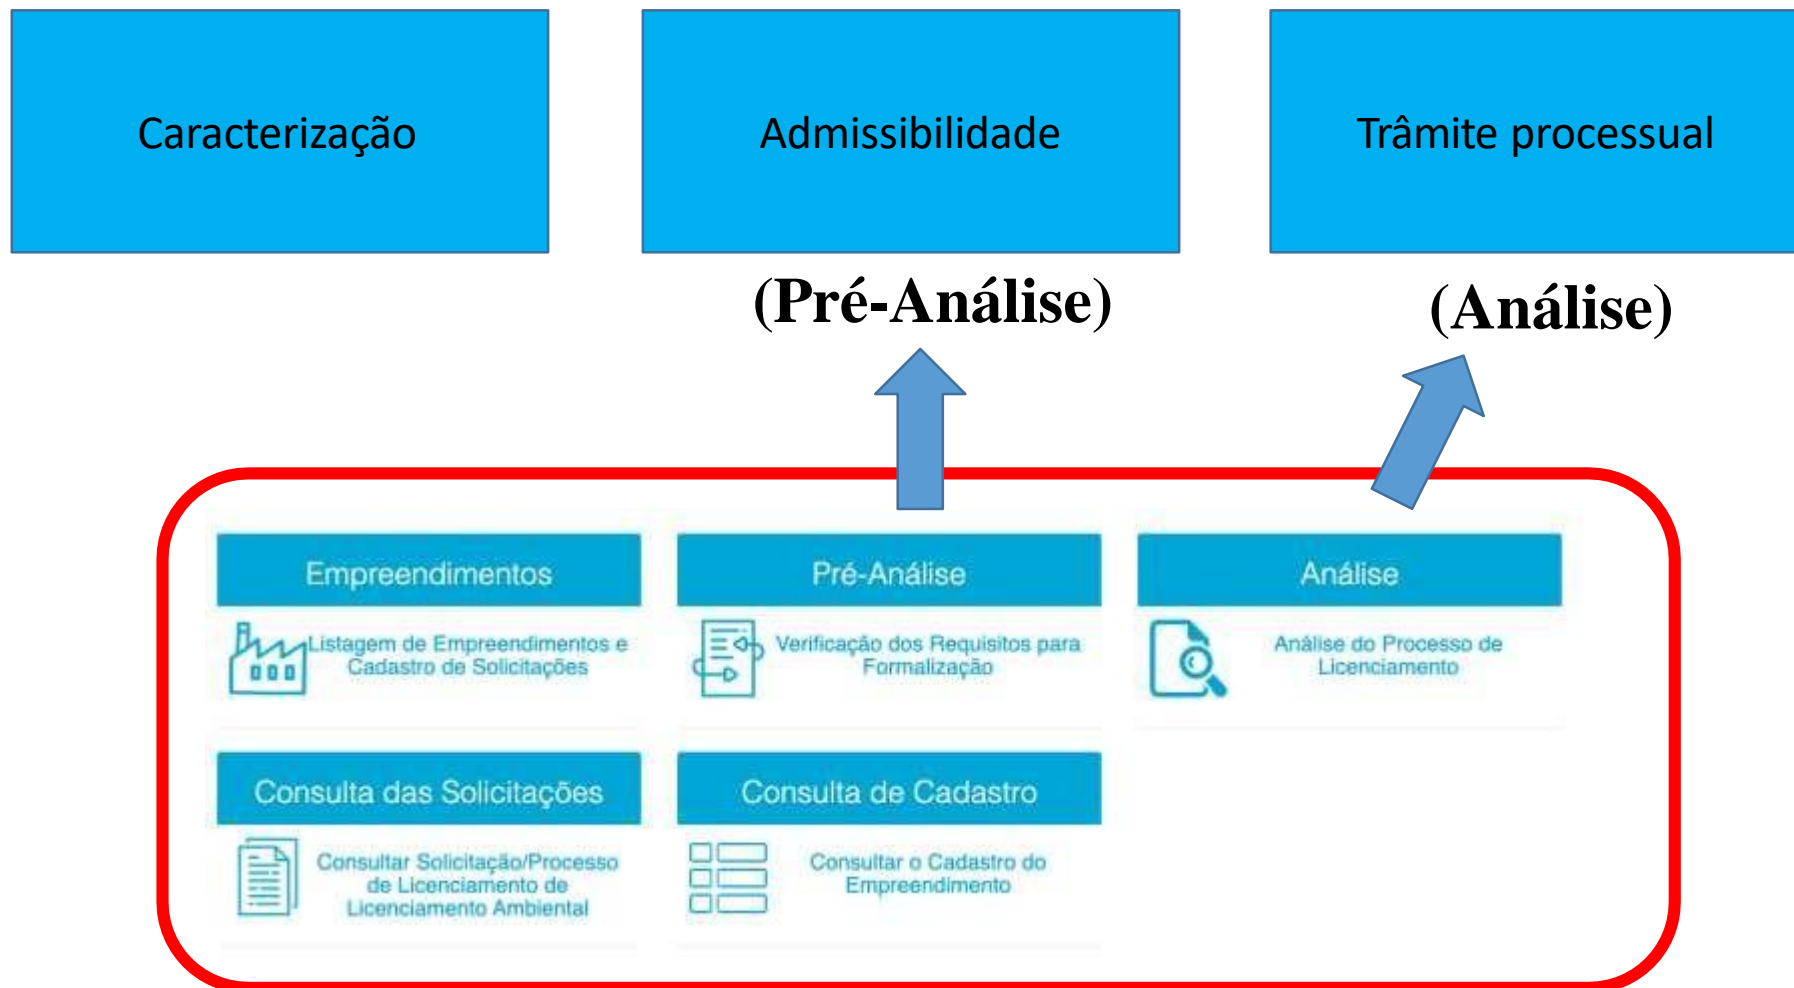 Caracterização
Admissibilidade
Trâmite processual
(Pré-Análise)
(Análise)
Empreendimentos
Listagem de Empreendimentos e
Cadastro de Solicitações
Pré-Análise
Verificação dos Requisitos para
Formalização
Análise
Análise do Processo de
Licenciamento
Consulta das Solicitações
Consultar Solicitação/Processo
de Licenciamento de
Licenciamento Ambiental
Consulta de Cadastro
Consultar o Cadastro do
Empreendimento